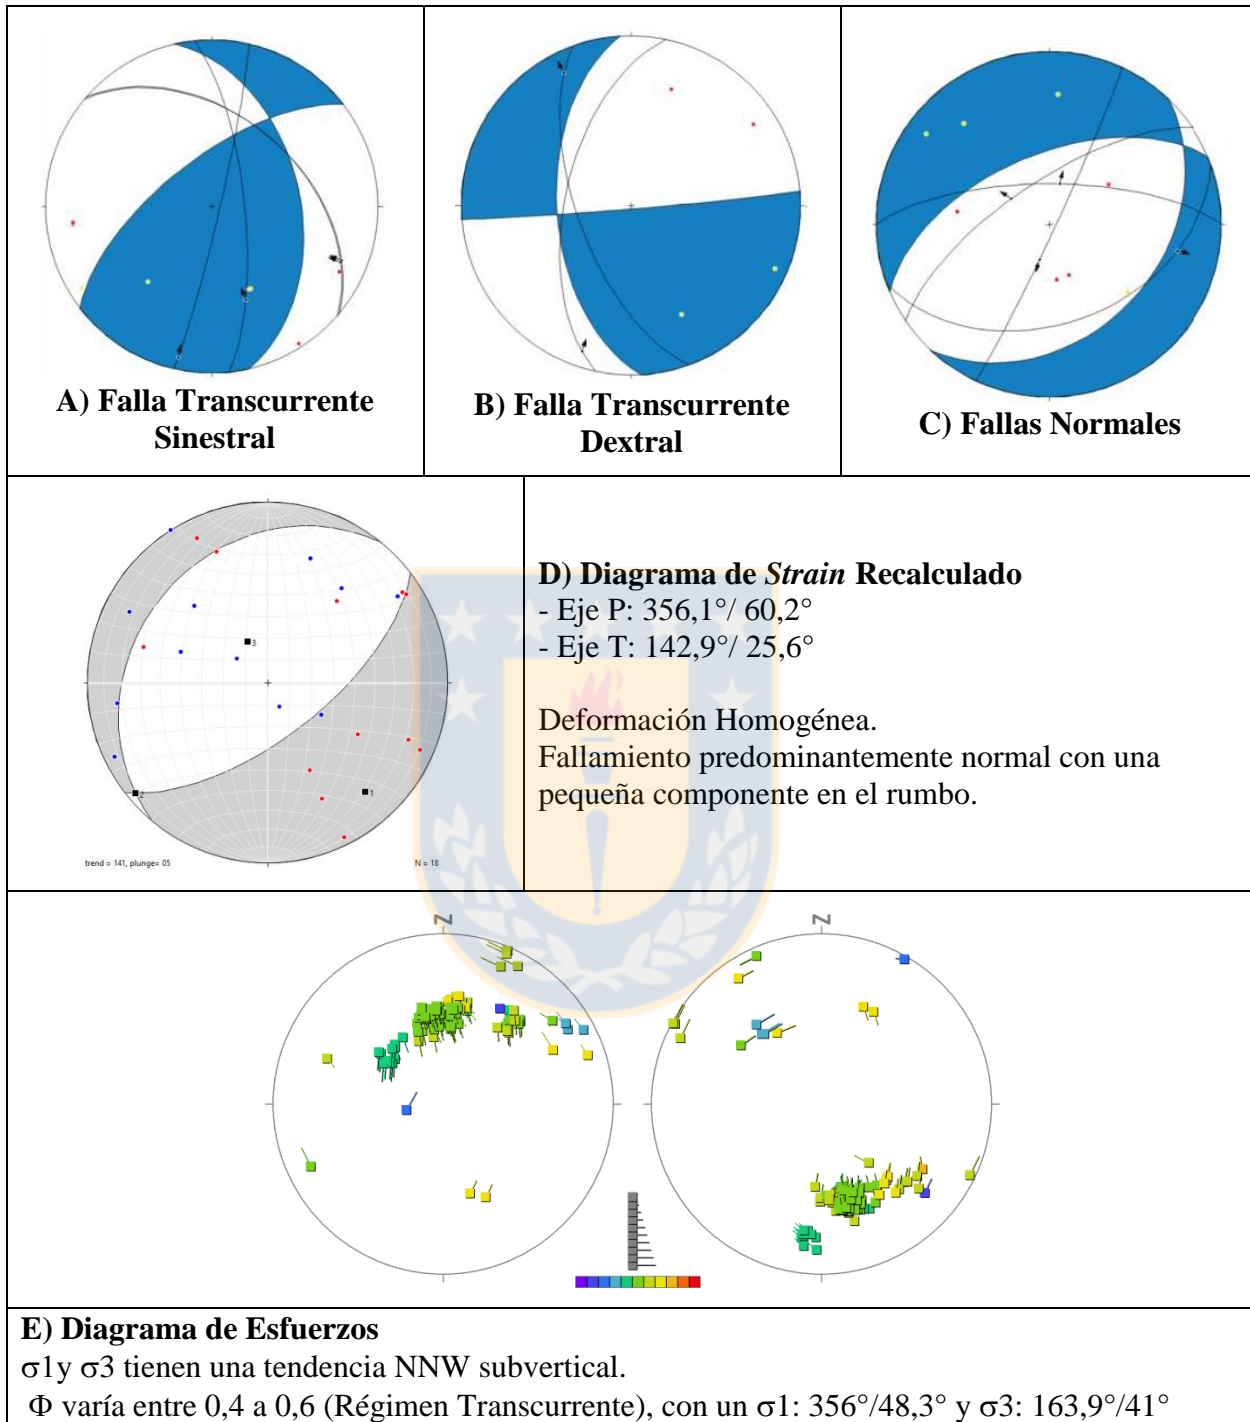 A) Falla Transcurrente
Sinestral
B) Falla Transcurrente
Dextral
C) Fallas Normales
3
2
1
trend = 141, plunge= 05
N = 18
D) Diagrama de Strain Recalculado
- Eje P: 356,1°/ 60,2°
- Eje T: 142,9°/ 25,6°
Deformación Homogénea.
Fallamiento predominantemente normal con una
pequeña componente en el rumbo.
N
N
E) Diagrama de Esfuerzos
σ1y σ3 tienen una tendencia NNW subvertical.
Φ varía entre 0,4 a 0,6 (Régimen Transcurrente), con un σ1: 356°/48,3° y σ3: 163,9°/41°